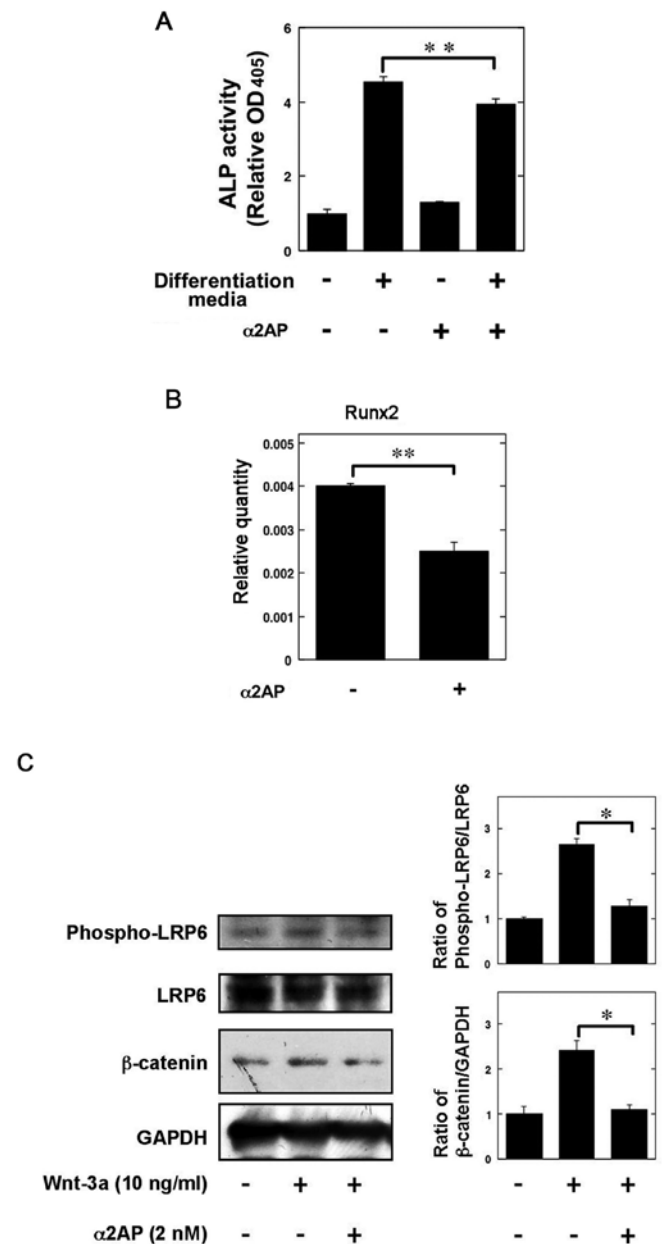 A
ALP activity
(Relative OD405)
6
4
2
0
**
Differentiation
media
- + - +
α2AP
- - + +
B
Runx2
Relative quantity
0.005
0.004
0.003
0.002
0.001
0
**
α2AP
- +
C
Phospho-LRP6
LRP6
β-catenin
GAPDH
Wnt-3a (10 ng/ml)
- + +
α2AP (2 nM)
- - +
Ratio of
Phospho-LRP6/LRP6
3
2
1
0
*
Ratio of
β-catenin/GAPDH
3
2
1
0
*
- + +
- - +